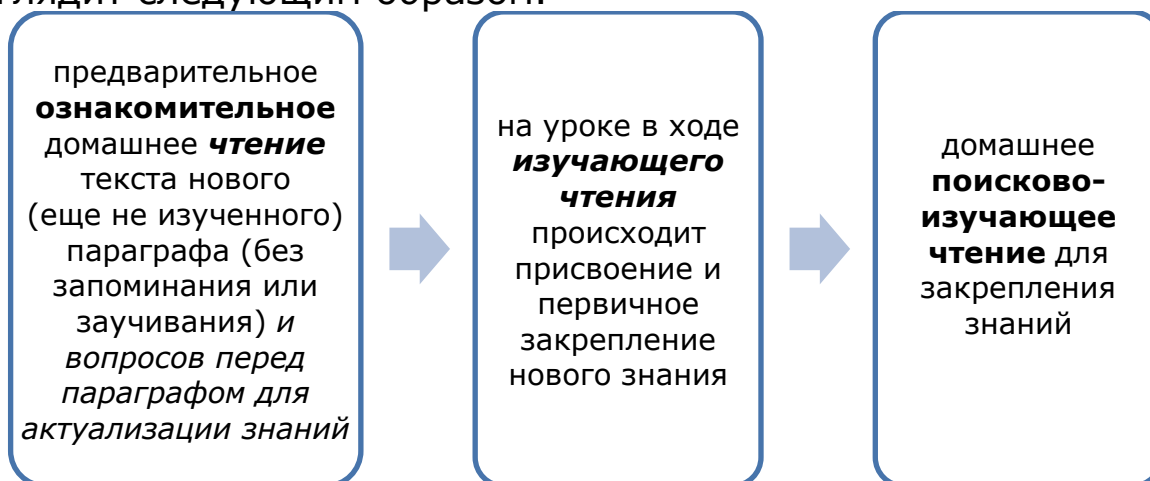 следующим образом:
предварительное
ознакомительное
домашнее чтение
текста нового
(еще не изученного)
параграфа (без
запоминания или
заучивания) и
вопросов перед
параграфом для
актуализации знаний
на уроке в ходе
изучающего
чтения
происходит
присвоение и
первичное
закрепление
нового знания
домашнее
поисково-
изучающее
чтение для
закрепления
знаний